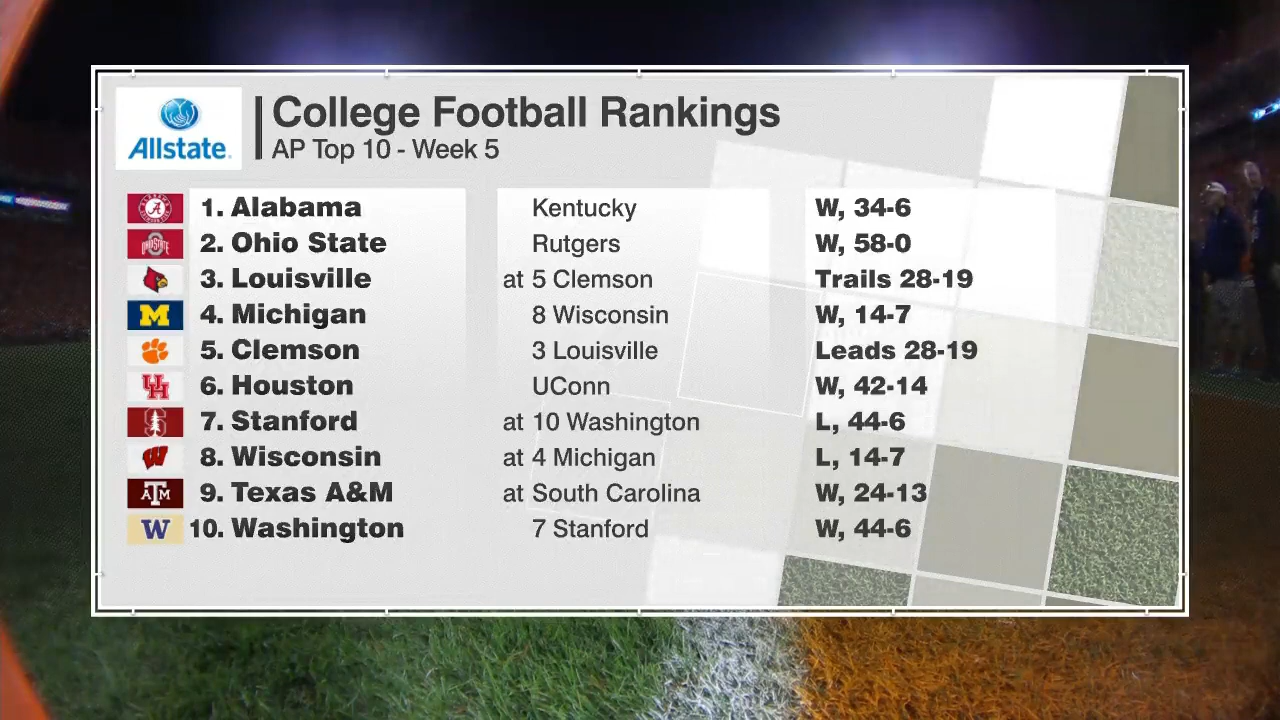 Allstate.
College Football Rankings
AP Top 10 - Week 5
1. Alabama Kentucky W, 34-6
2. Ohio State Rutgers W, 58-0
3. Louisville at 5 Clemson Trails 28-19
4. Michigan 8 Wisconsin W, 14-7
5. Clemson 3 Louisville Leads 28-19
6. Houston UConn W, 42-14
7. Stanford at 10 Washington L, 44-6
8. Wisconsin at 4 Michigan L, 14-7
9. Texas A&M at South Carolina W, 24-13
10. Washington 7 Stanford W, 44-6